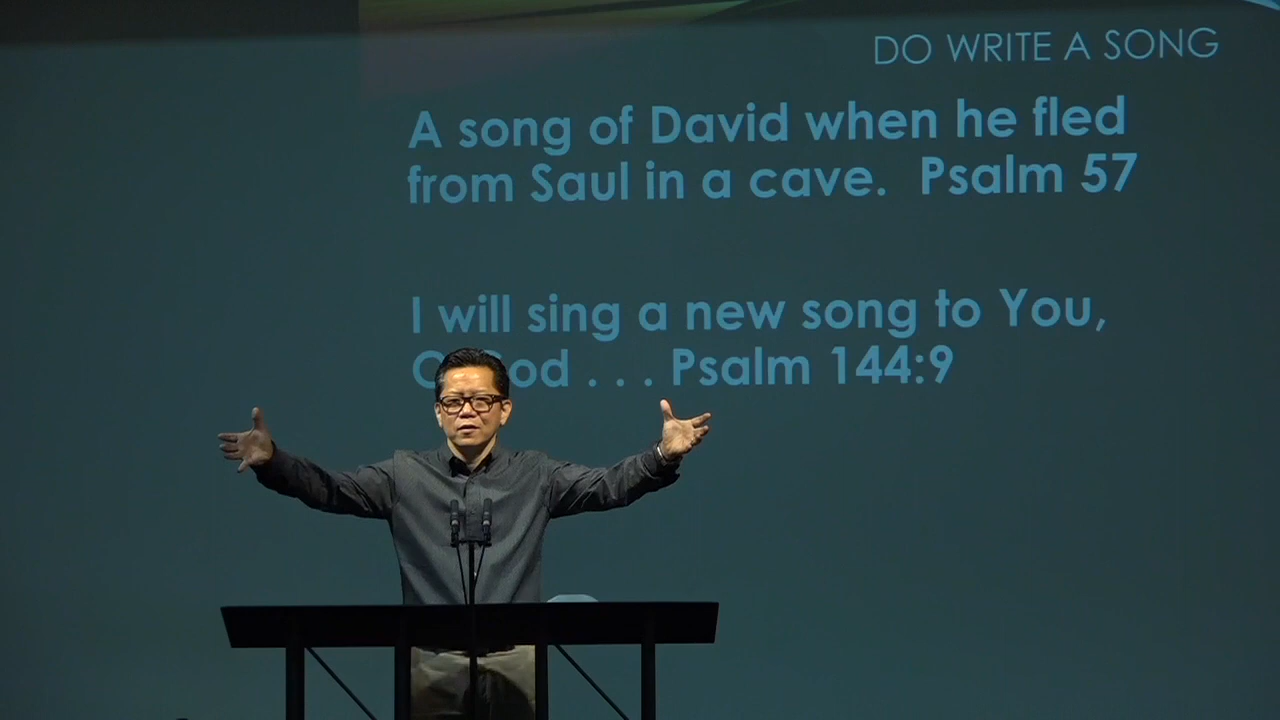 DO WRITE A SONG
A song of David when he fled
from Saul in a cave. Psalm 57
I will sing a new song to You,
O God . . . Psalm 144:9